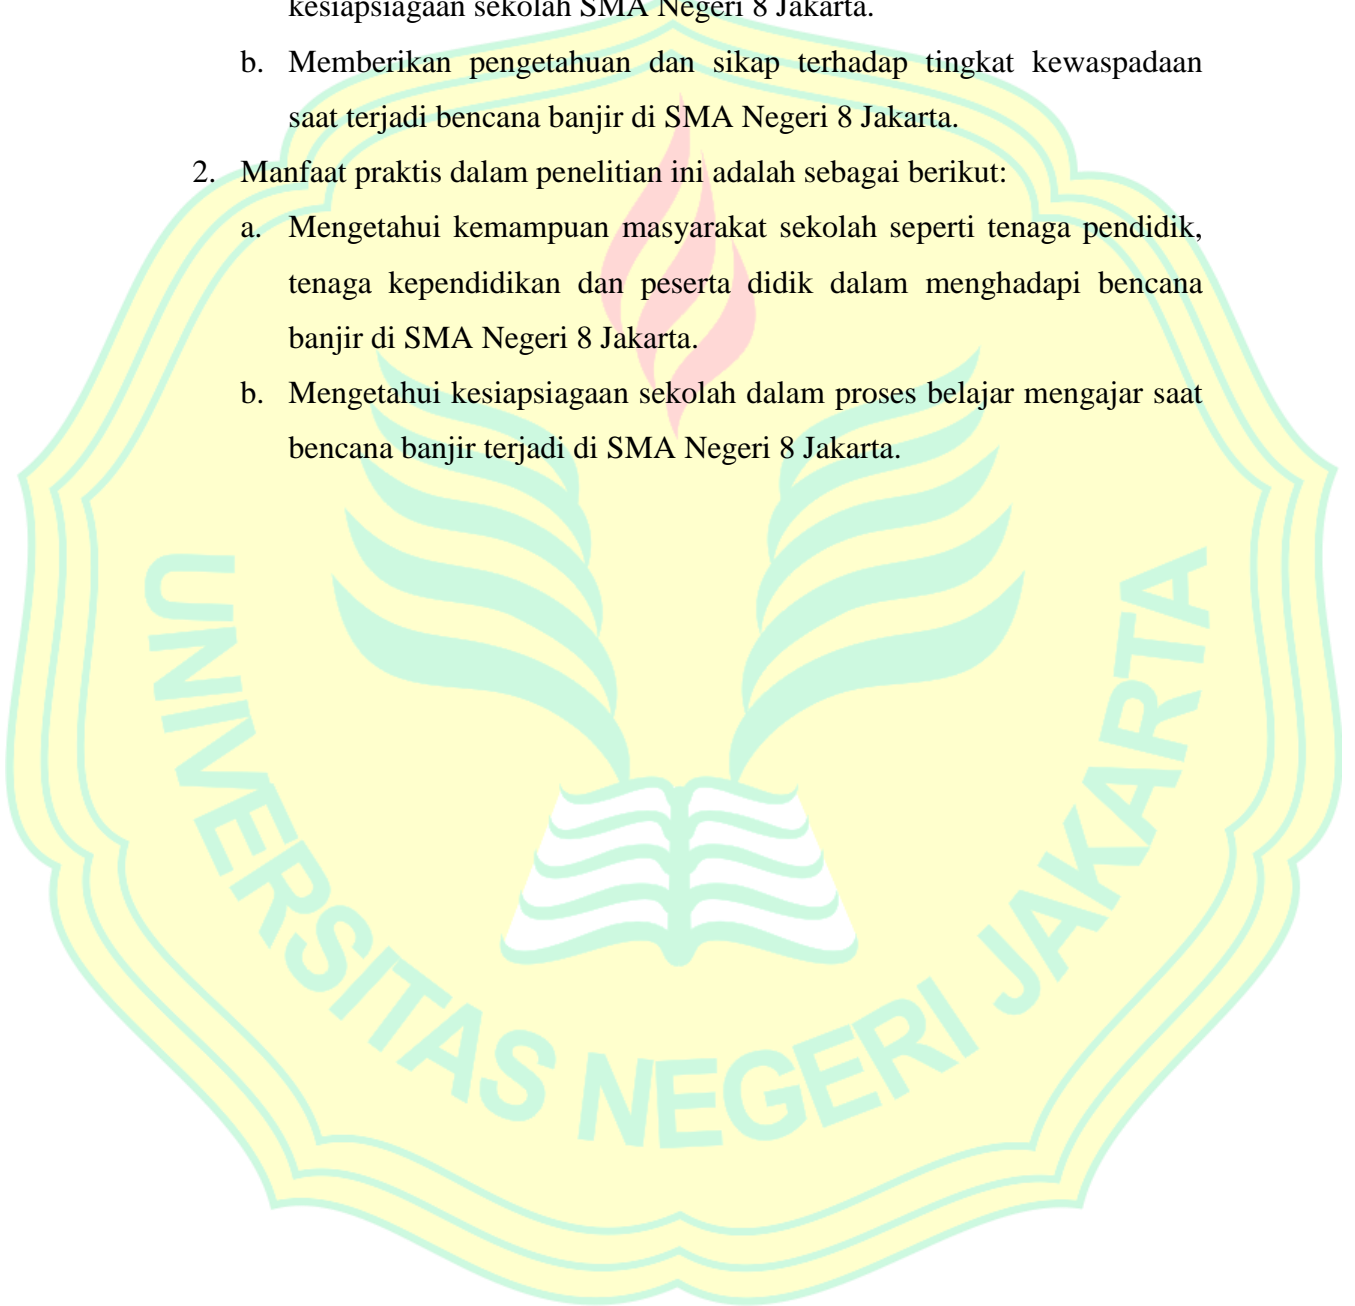 kesiapsiagaan sekolah SMA Negeri 8 Jakarta.
b. Memberikan pengetahuan dan sikap terhadap tingkat kewaspadaan
saat terjadi bencana banjir di SMA Negeri 8 Jakarta.
2. Manfaat praktis dalam penelitian ini adalah sebagai berikut:
a. Mengetahui kemampuan masyarakat sekolah seperti tenaga pendidik,
tenaga kependidikan dan peserta didik dalam menghadapi bencana
banjir di SMA Negeri 8 Jakarta.
b. Mengetahui kesiapsiagaan sekolah dalam proses belajar mengajar saat
bencana banjir terjadi di SMA Negeri 8 Jakarta.
UNIVERSITAS NEGERI JAKARTA